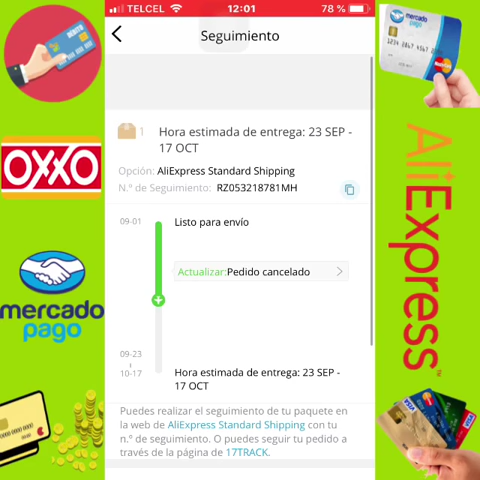 TELCEL 12:01 78 %
Seguimiento
1 Hora estimada de entrega: 23 SEP -
17 OCT
Opción: AliExpress Standard Shipping
N.º de Seguimiento: RZ053218781MH
09-01 Listo para envío
Actualizar:Pedido cancelado
09-23
10-17 Hora estimada de entrega: 23 SEP -
17 OCT
Puedes realizar el seguimiento de tu paquete en
la web de AliExpress Standard Shipping con tu
n.º de seguimiento. O puedes seguir tu pedido a
través de la página de 17TRACK.
OXXO
mercado
pago
mercado
pago
AliExpress
VISA